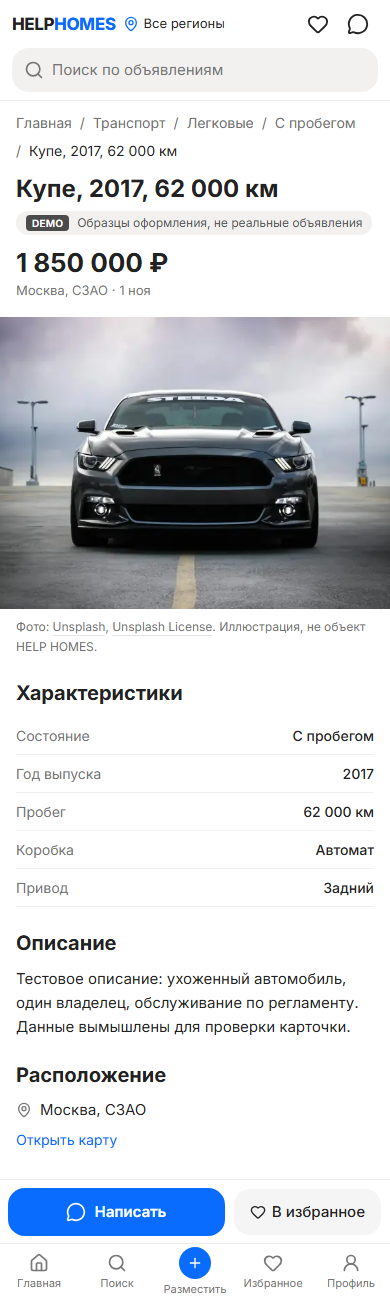 HELPHOMES Все регионы
Поиск по объявлениям
Главная / Транспорт / Легковые / С пробегом
/ Купе, 2017, 62 000 км
Купе, 2017, 62 000 км
DEMO Образцы оформления, не реальные объявления
1 850 000 ₽
Москва, СЗАО · 1 ноя
STEEDA
Фото: Unsplash, Unsplash License. Иллюстрация, не объект
HELP HOMES.
Характеристики
Состояние С пробегом
Год выпуска 2017
Пробег 62 000 км
Коробка Автомат
Привод Задний
Описание
Тестовое описание: ухоженный автомобиль,
один владелец, обслуживание по регламенту.
Данные вымышлены для проверки карточки.
Расположение
Москва, СЗАО
Открыть карту
Написать В избранное
Главная Поиск Разместить Избранное Профиль